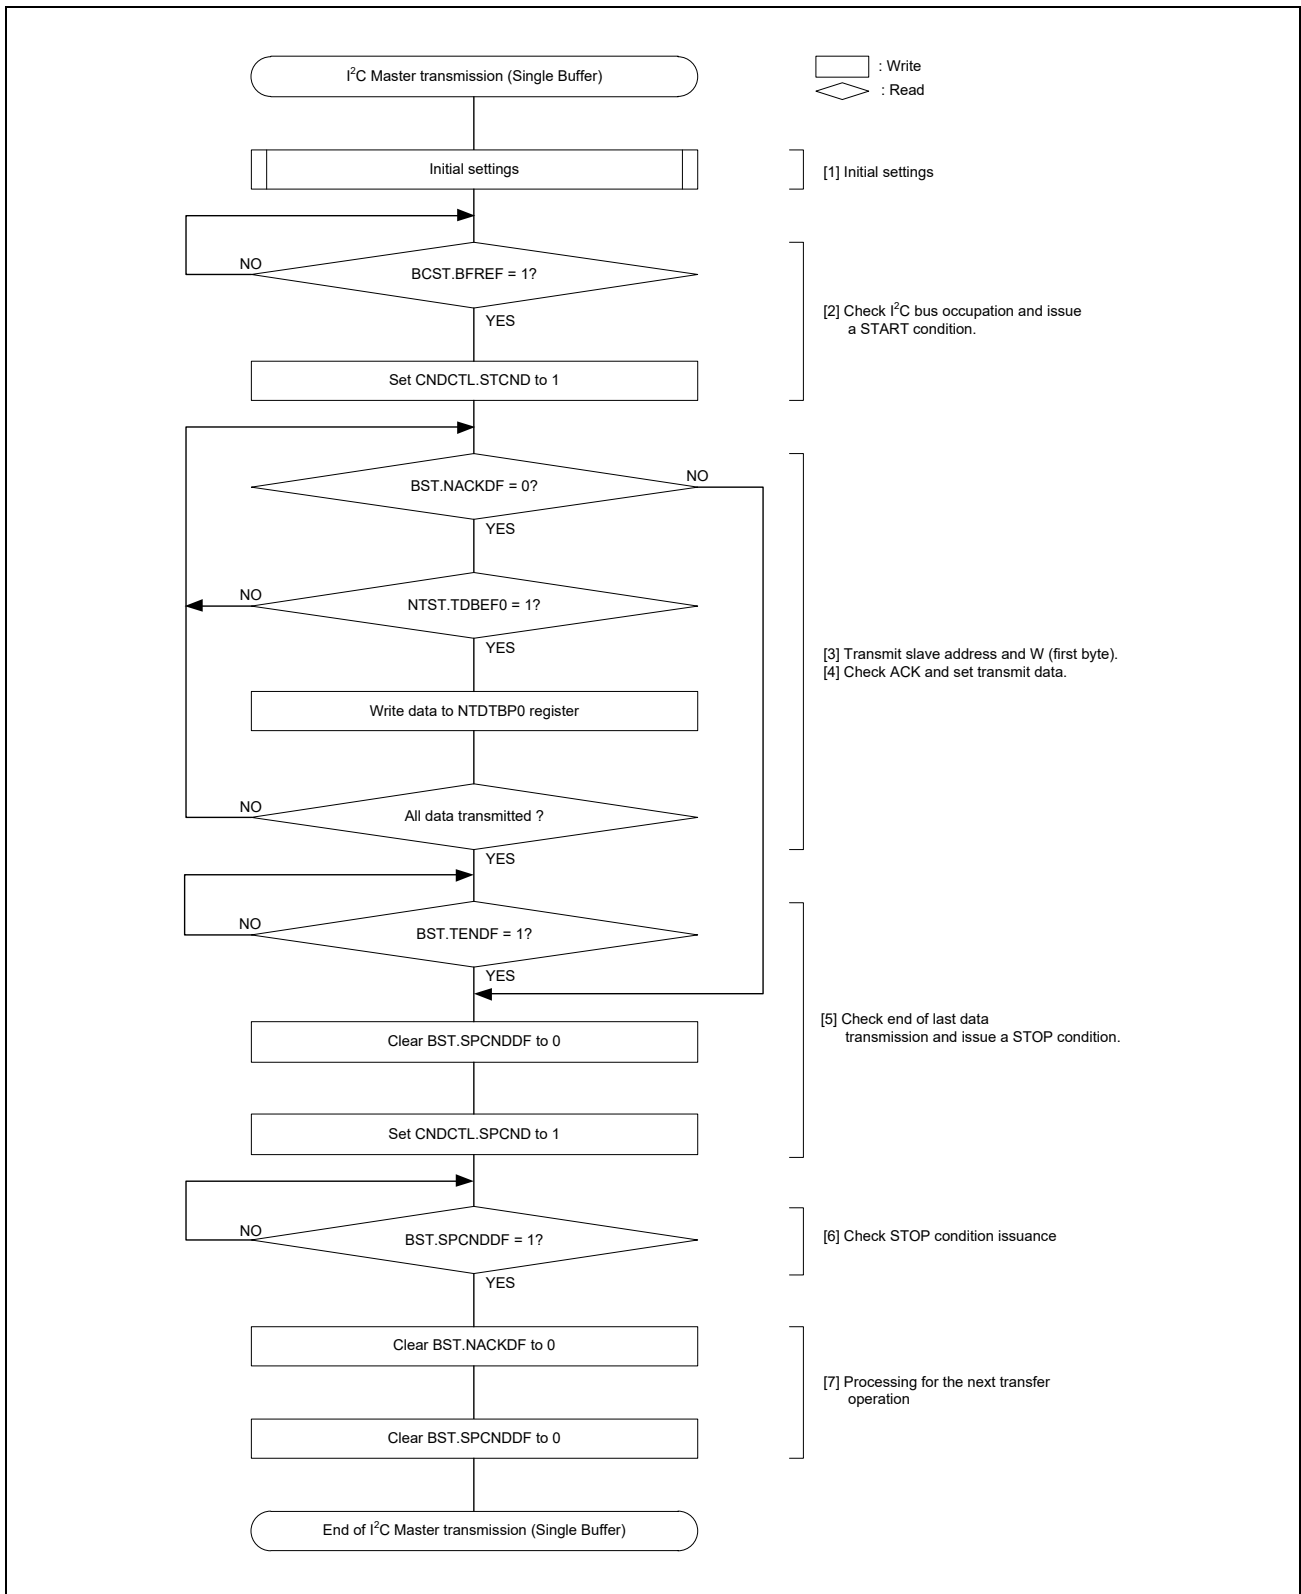 I²C Master transmission (Single Buffer)
: Write
: Read
Initial settings
[1] Initial settings
NO
BCST.BFREF = 1?
YES
[2] Check I²C bus occupation and issue
a START condition.
Set CNDCTL.STCND to 1
BST.NACKDF = 0?
NO
YES
NO
NTST.TDBEF0 = 1?
YES
[3] Transmit slave address and W (first byte).
[4] Check ACK and set transmit data.
Write data to NTDTBP0 register
NO
All data transmitted ?
YES
NO
BST.TENDF = 1?
YES
[5] Check end of last data
transmission and issue a STOP condition.
Clear BST.SPCNDDF to 0
Set CNDCTL.SPCND to 1
NO
BST.SPCNDDF = 1?
YES
[6] Check STOP condition issuance
Clear BST.NACKDF to 0
[7] Processing for the next transfer
operation
Clear BST.SPCNDDF to 0
End of I²C Master transmission (Single Buffer)